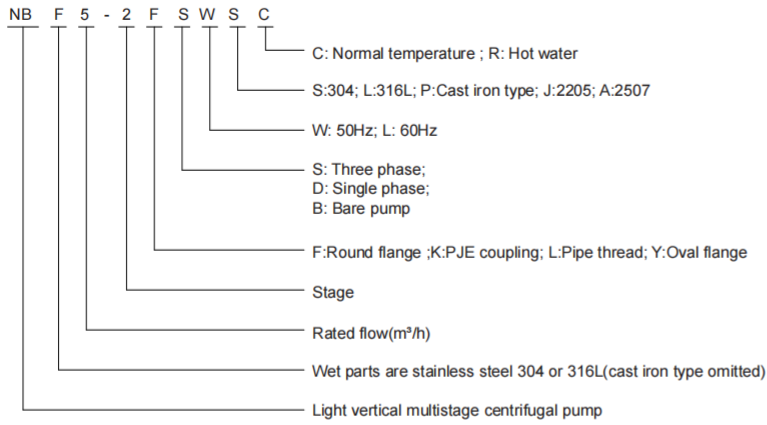 NB F 5 - 2 F S W S C
C: Normal temperature ; R: Hot water
S:304; L:316L; P:Cast iron type; J:2205; A:2507
W: 50Hz; L: 60Hz
S: Three phase;
D: Single phase;
B: Bare pump
F:Round flange ;K:PJE coupling; L:Pipe thread; Y:Oval flange
Stage
Rated flow(m³/h)
Wet parts are stainless steel 304 or 316L(cast iron type omitted)
Light vertical multistage centrifugal pump